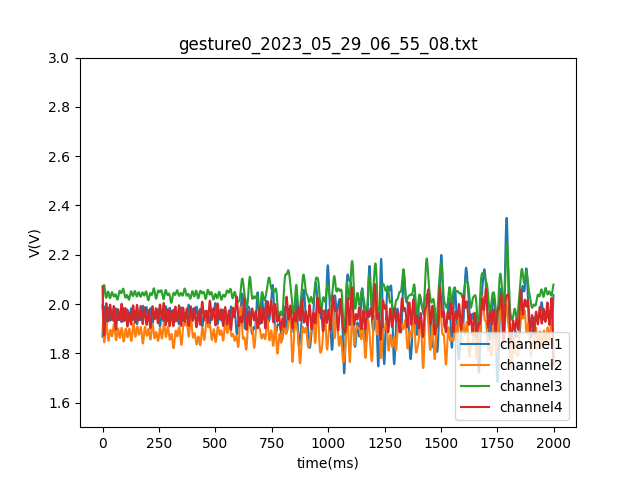 gesture0_2023_05_29_06_55_08.txt
3.0
2.8
2.6
2.4
2.2
2.0
1.8
1.6
V(V)
channel1
channel2
channel3
channel4
0 250 500 750 1000 1250 1500 1750 2000
time(ms)